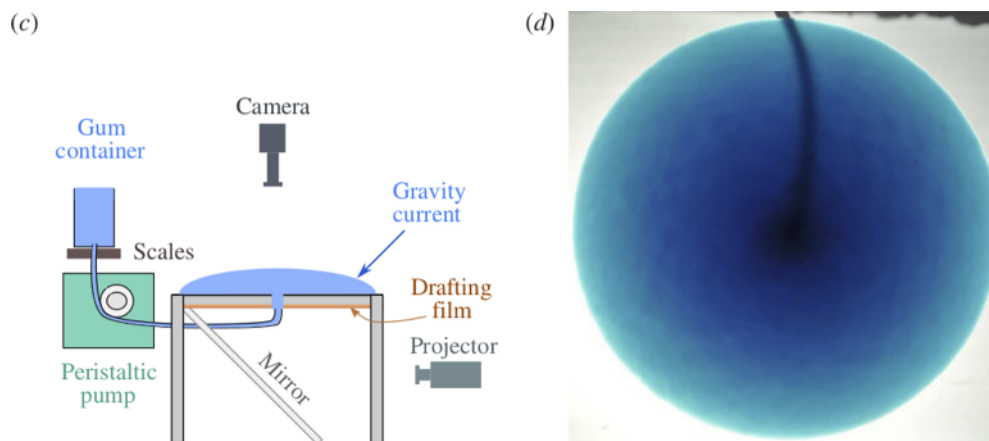 (c)
(d)
Camera
Gum
container
Gravity
current
Scales
Drafting
film
Projector
Mirror
Peristaltic
pump